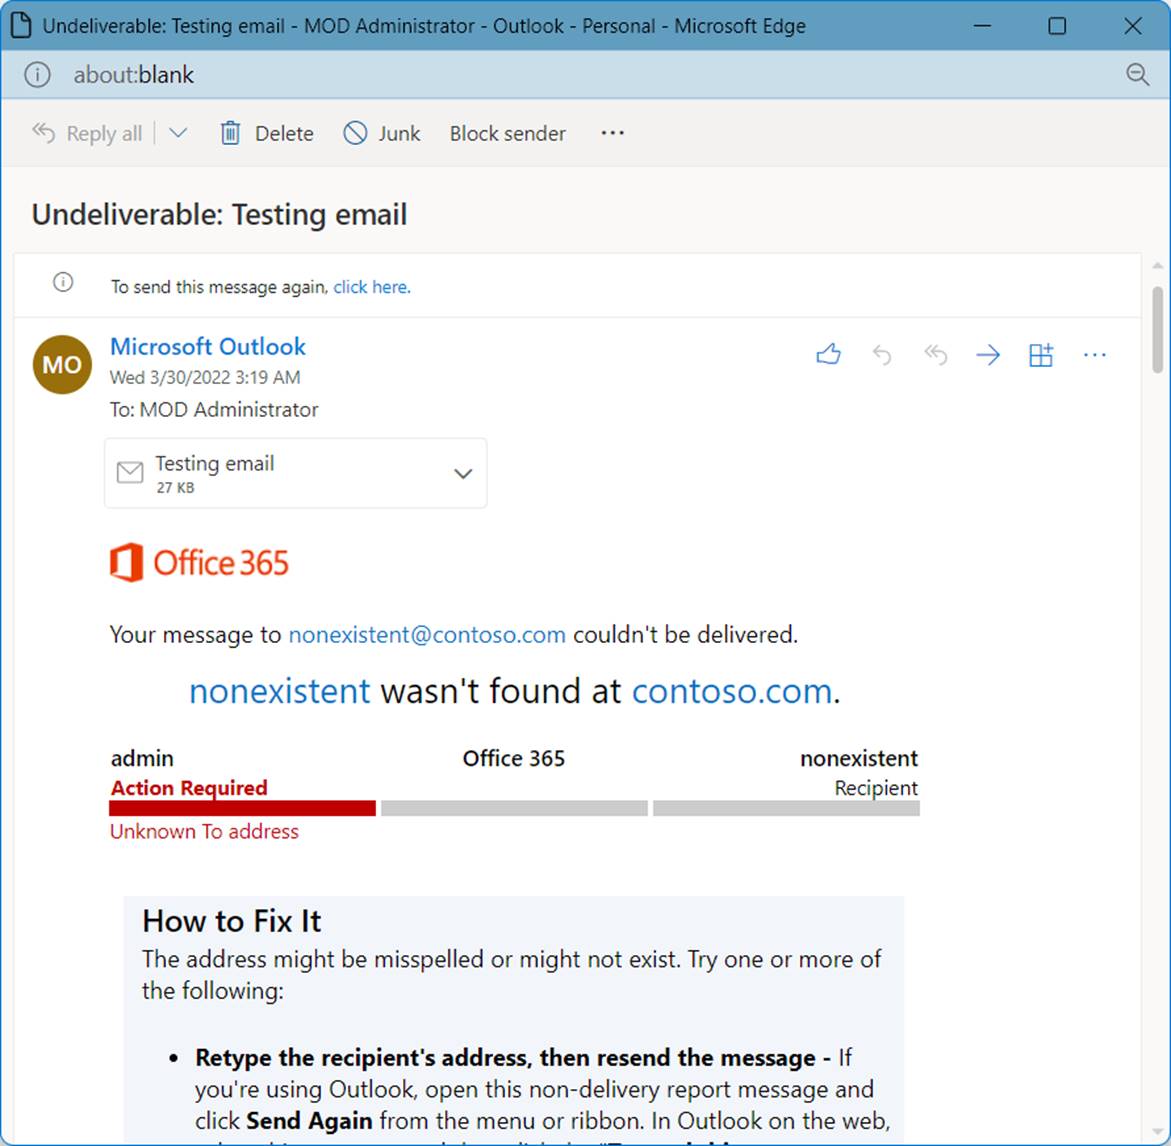 Undeliverable: Testing email - MOD Administrator - Outlook - Personal - Microsoft Edge
about:blank
Reply all Delete Junk Block sender ...
Undeliverable: Testing email
To send this message again, click here.
MO
Microsoft Outlook
Wed 3/30/2022 3:19 AM
To: MOD Administrator
Testing email
27 KB
Office 365
Your message to nonexistent@contoso.com couldn't be delivered.
nonexistent wasn't found at contoso.com.
admin Office 365 nonexistent
Action Required Recipient
Unknown To address
How to Fix It
The address might be misspelled or might not exist. Try one or more of
the following:
• Retype the recipient's address, then resend the message - If
you're using Outlook, open this non-delivery report message and
click Send Again from the menu or ribbon. In Outlook on the web,